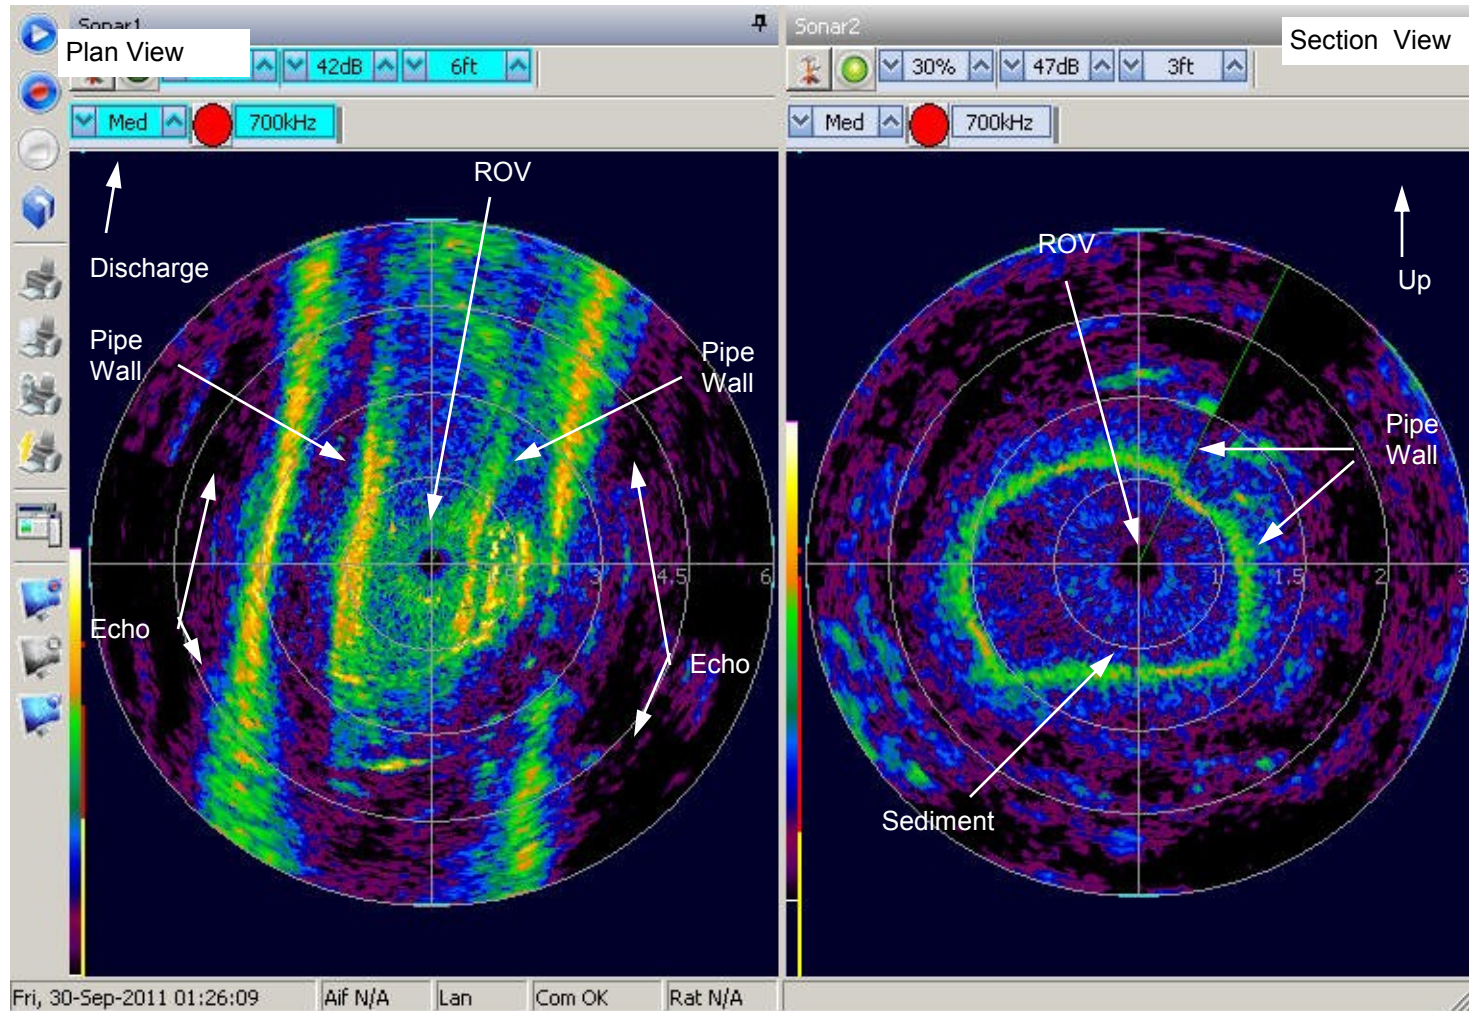 Sonar1
Plan View
42dB
6ft
Med
700kHz
ROV
Discharge
Pipe
Wall
Pipe
Wall
3
4.5
6
Echo
Echo
Sonar2
Section View
30%
47dB
3ft
Med
700kHz
ROV
Up
Pipe
Wall
1
1.5
2
3
Sediment
Fri, 30-Sep-2011 01:26:09
Aif N/A
Lan
Com OK
Rat N/A